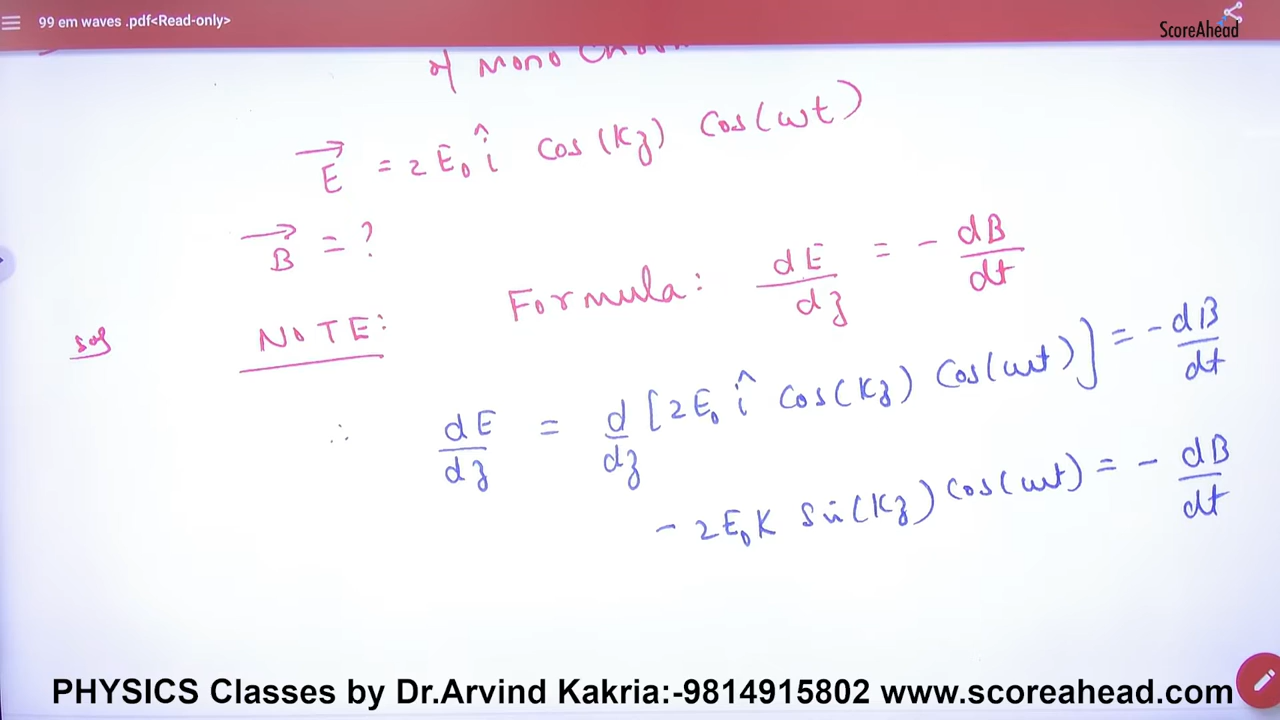 99 em waves .pdf<Read-only>
ScoreAhead
of Mono
→E = 2 E₀ î Cos (Kz) Cos(ωt)
→B = ?
Formula: dE/dz = - dB/dt
Sol NOTE:
∴ dE/dz = d/dz [2E₀ î Cos(Kz) Cos(ωt)] = - dB/dt
- 2E₀K Sin(Kz) Cos(ωt) = - dB/dt
PHYSICS Classes by Dr.Arvind Kakria:-9814915802 www.scoreahead.com